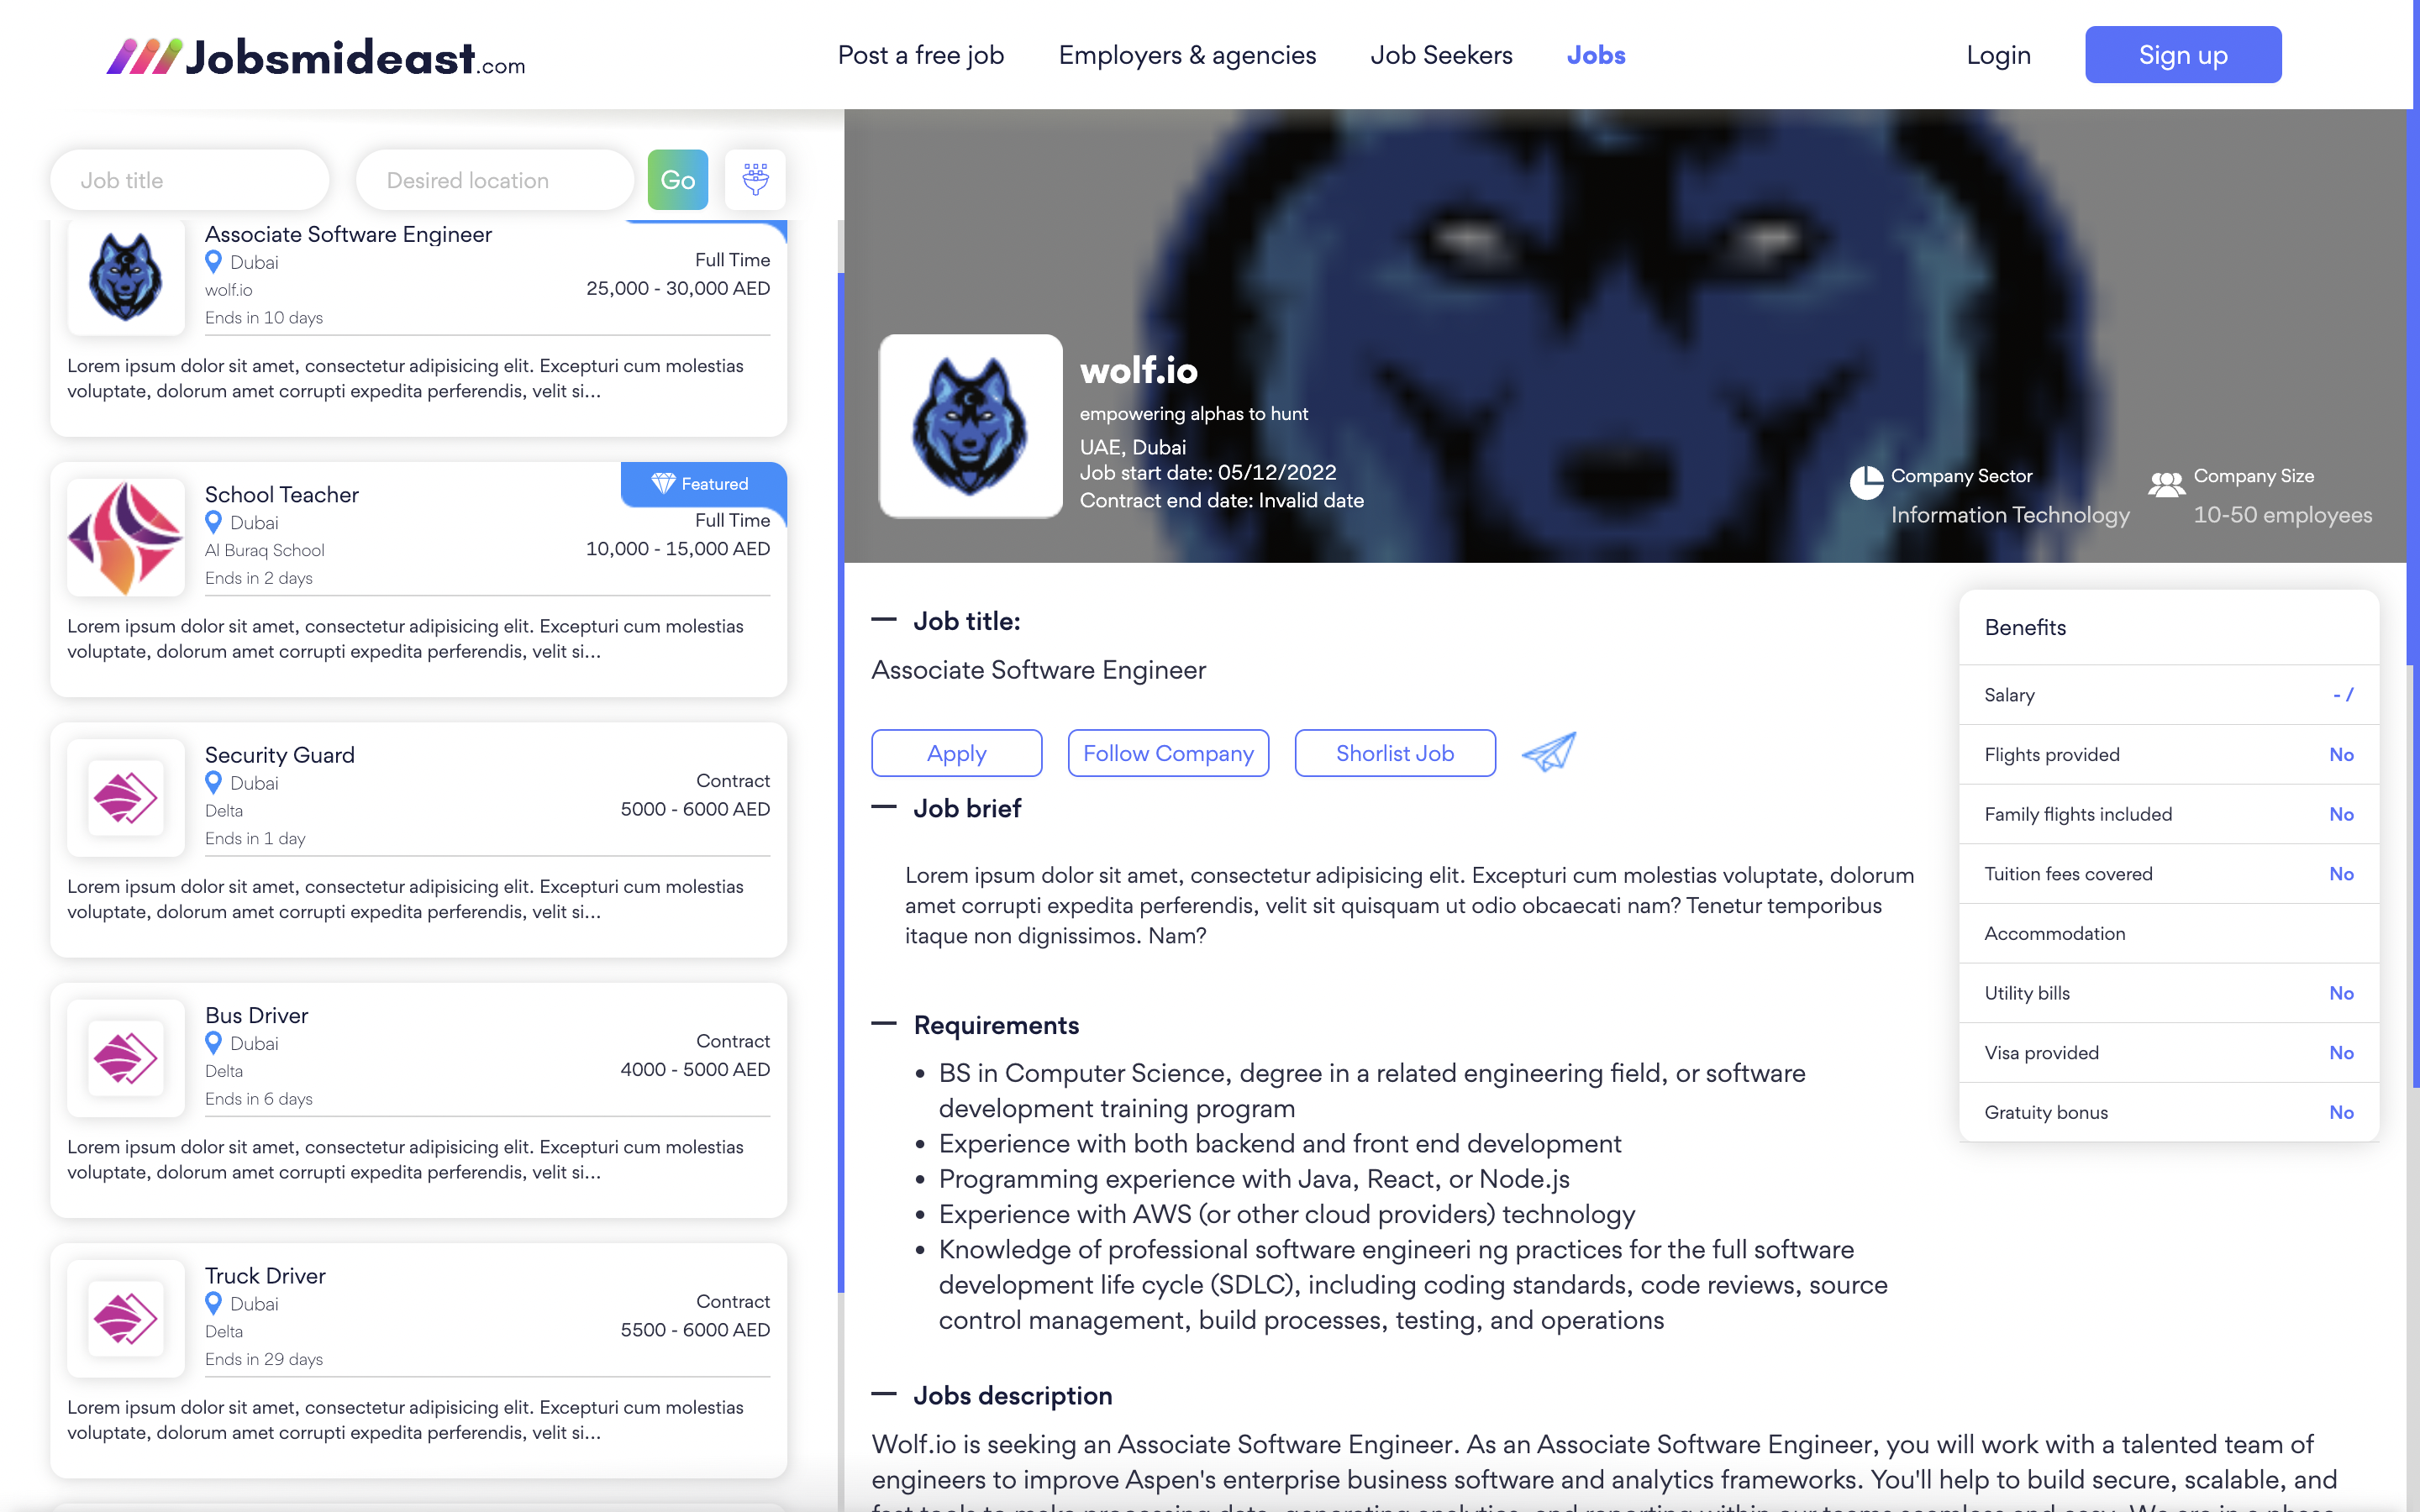 Jobsmideast.com
Post a free job
Employers & agencies
Job Seekers
Jobs
Login
Sign up
Job title
Desired location
Go
Associate Software Engineer
Dubai
Full Time
wolf.io
25,000 - 30,000 AED
Ends in 10 days
Lorem ipsum dolor sit amet, consectetur adipisicing elit. Excepturi cum molestias
voluptate, dolorum amet corrupti expedita perferendis, velit si...
Featured
School Teacher
Dubai
Full Time
Al Buraq School
10,000 - 15,000 AED
Ends in 2 days
Lorem ipsum dolor sit amet, consectetur adipisicing elit. Excepturi cum molestias
voluptate, dolorum amet corrupti expedita perferendis, velit si...
Security Guard
Dubai
Contract
Delta
5000 - 6000 AED
Ends in 1 day
Lorem ipsum dolor sit amet, consectetur adipisicing elit. Excepturi cum molestias
voluptate, dolorum amet corrupti expedita perferendis, velit si...
Bus Driver
Dubai
Contract
Delta
4000 - 5000 AED
Ends in 6 days
Lorem ipsum dolor sit amet, consectetur adipisicing elit. Excepturi cum molestias
voluptate, dolorum amet corrupti expedita perferendis, velit si...
Truck Driver
Dubai
Contract
Delta
5500 - 6000 AED
Ends in 29 days
Lorem ipsum dolor sit amet, consectetur adipisicing elit. Excepturi cum molestias
voluptate, dolorum amet corrupti expedita perferendis, velit si...
wolf.io
empowering alphas to hunt
UAE, Dubai
Job start date: 05/12/2022
Contract end date: Invalid date
Company Sector
Information Technology
Company Size
10-50 employees
Job title:
Associate Software Engineer
Apply
Follow Company
Shorlist Job
Job brief
Lorem ipsum dolor sit amet, consectetur adipisicing elit. Excepturi cum molestias voluptate, dolorum
amet corrupti expedita perferendis, velit sit quisquam ut odio obcaecati nam? Tenetur temporibus
itaque non dignissimos. Nam?
Requirements
• BS in Computer Science, degree in a related engineering field, or software
development training program
• Experience with both backend and front end development
• Programming experience with Java, React, or Node.js
• Experience with AWS (or other cloud providers) technology
• Knowledge of professional software engineeri ng practices for the full software
development life cycle (SDLC), including coding standards, code reviews, source
control management, build processes, testing, and operations
Jobs description
Wolf.io is seeking an Associate Software Engineer. As an Associate Software Engineer, you will work with a talented team of
engineers to improve Aspen's enterprise business software and analytics frameworks. You'll help to build secure, scalable, and
Benefits
Salary - /
Flights provided No
Family flights included No
Tuition fees covered No
Accommodation
Utility bills No
Visa provided No
Gratuity bonus No